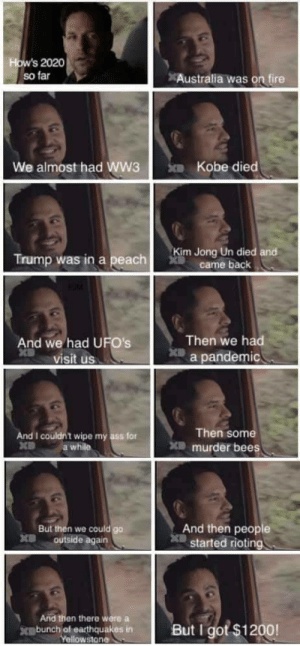 How's 2020
so far
Australia was on fire
We almost had WW3
Kobe died
Trump was in a peach
Kim Jong Un died and
came back
And we had UFO's
visit us
Then we had
a pandemic
And I couldn't wipe my ass for
a while
Then some
murder bees
But then we could go
outside again
And then people
started rioting
And then there were a
bunch of earthquakes in
Yellowstone
But I got $1200!